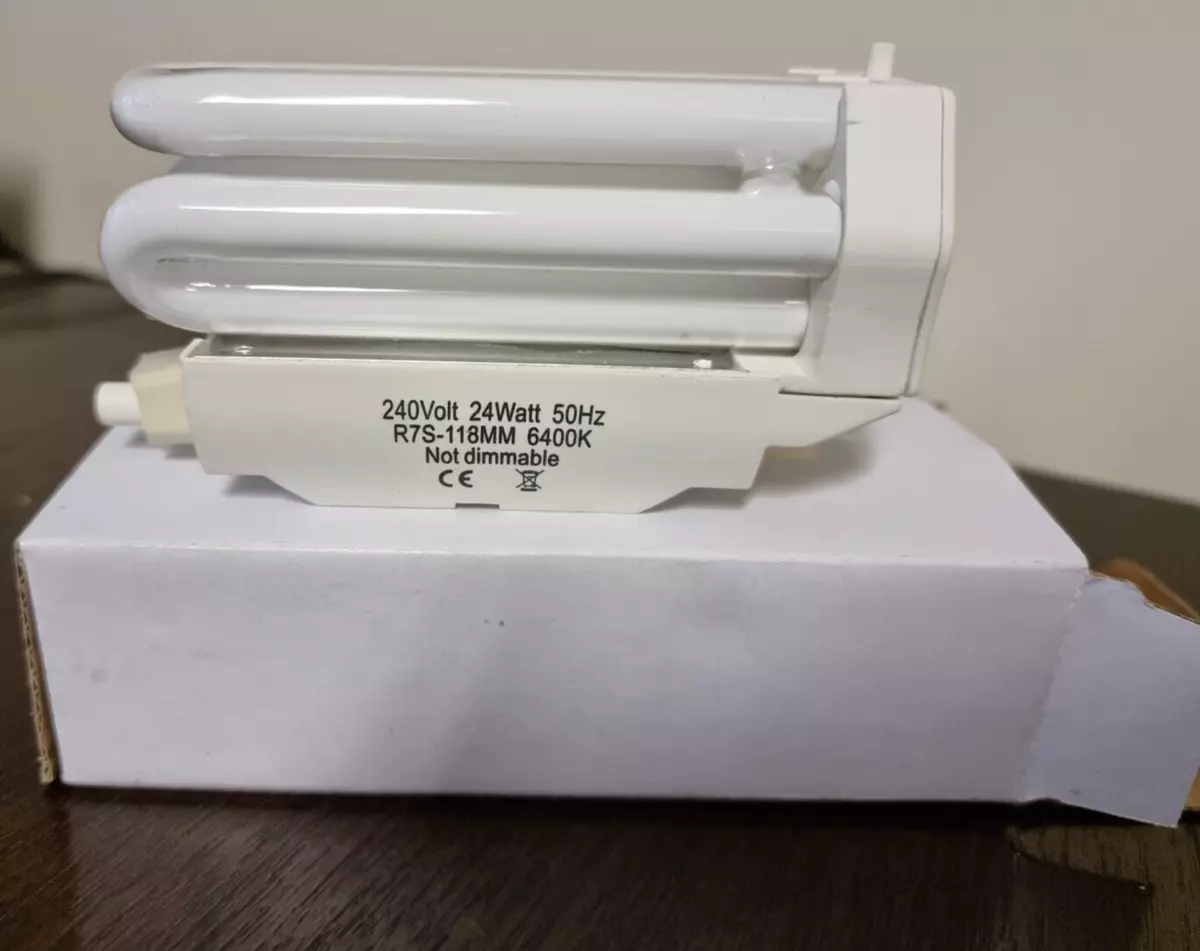 240Volt 24Watt 50Hz
R7S-118MM 6400K
Not dimmable
CE